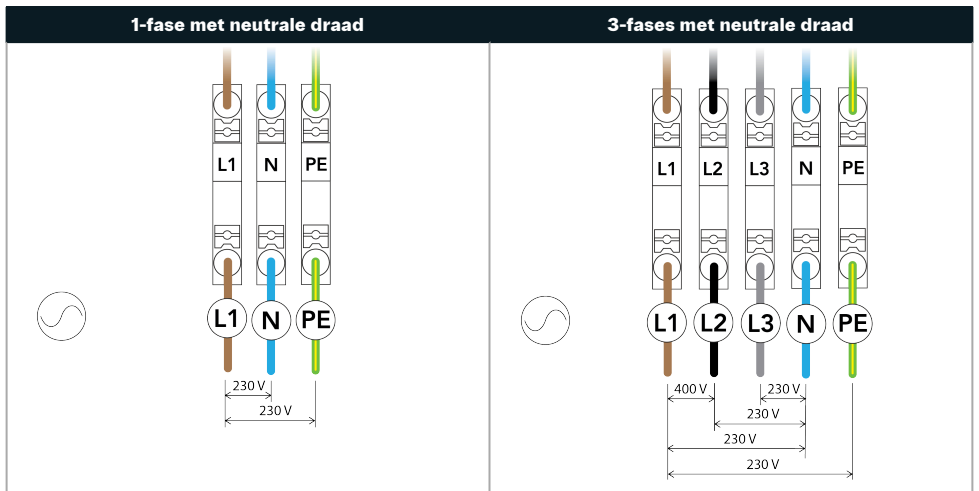 1-fase met neutrale draad
L1 N PE
L1 N PE
230 V
230 V
3-fases met neutrale draad
L1 L2 L3 N PE
L1 L2 L3 N PE
400 V 230 V
230 V
230 V
230 V